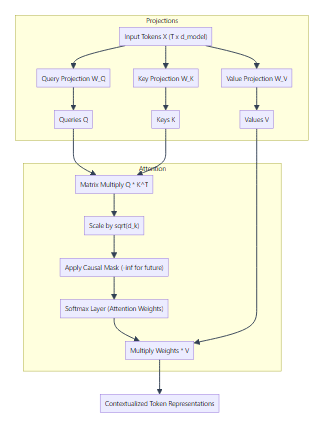 Projections
Input Tokens X (T x d_model)
Query Projection W_Q
Key Projection W_K
Value Projection W_V
Queries Q
Keys K
Values V
Attention
Matrix Multiply Q * K^T
Scale by sqrt(d_k)
Apply Causal Mask (-inf for future)
Softmax Layer (Attention Weights)
Multiply Weights * V
Contextualized Token Representations